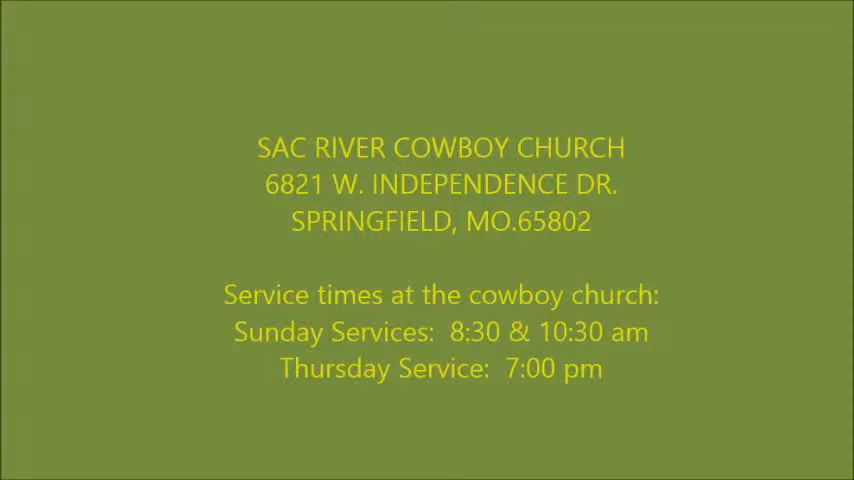 SAC RIVER COWBOY CHURCH
6821 W. INDEPENDENCE DR.
SPRINGFIELD, MO.65802
Service times at the cowboy church:
Sunday Services:  8:30 & 10:30 am
Thursday Service:  7:00 pm